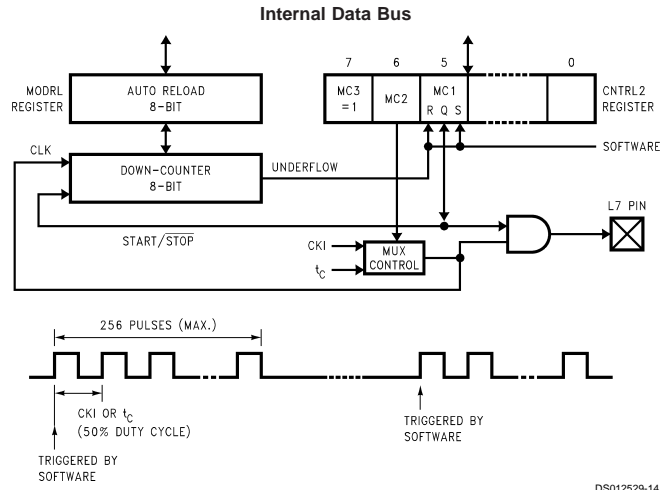 Internal Data Bus
7 6 5 0
MODRL
REGISTER
AUTO RELOAD
8-BIT
MC3
=1
MC2
MC1
R Q S
CNTRL2
REGISTER
CLK
DOWN-COUNTER
8-BIT
UNDERFLOW
SOFTWARE
START/STOP
L7 PIN
CKI
tC
MUX
CONTROL
256 PULSES (MAX.)
CKI OR tC
(50% DUTY CYCLE)
TRIGGERED BY
SOFTWARE
TRIGGERED BY
SOFTWARE
DS012529-14